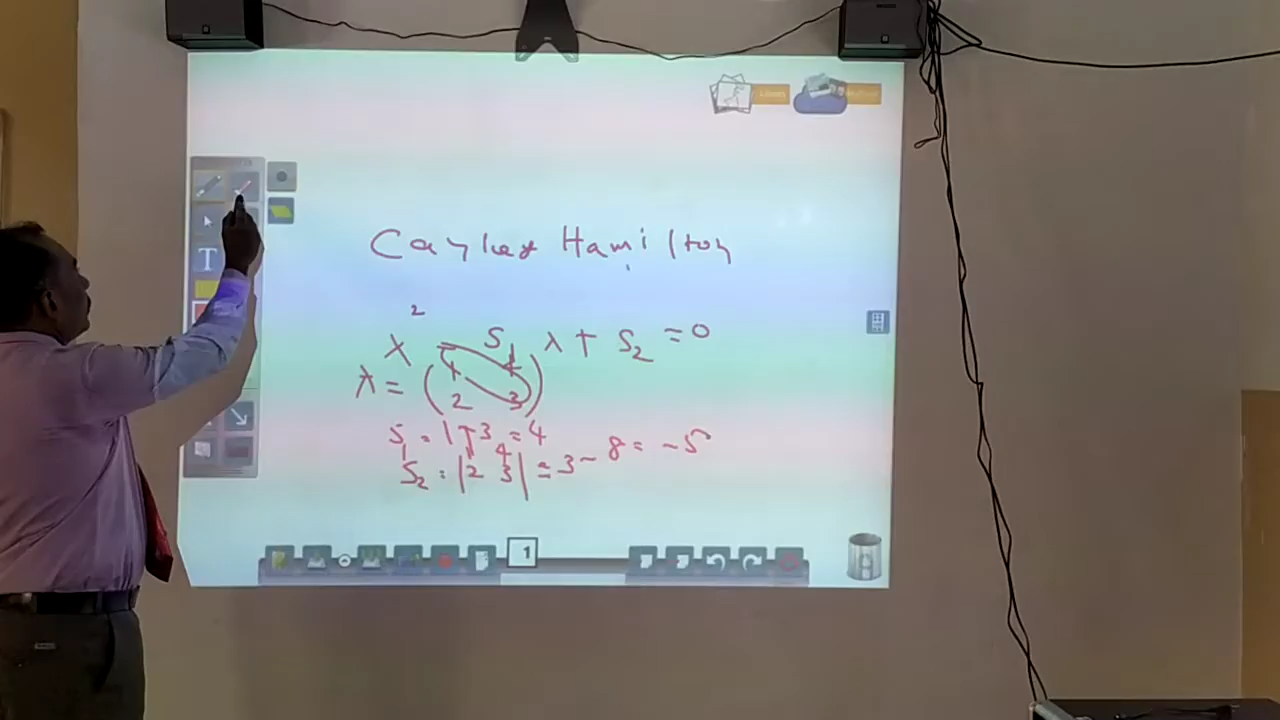 Cayley Hamilton
λ² - S₁ λ + S₂ = 0
A = (1 4
2 3)
S₁ = 1 + 3 = 4
S₂ = |1 4
2 3| = 3 - 8 = -5
T
1